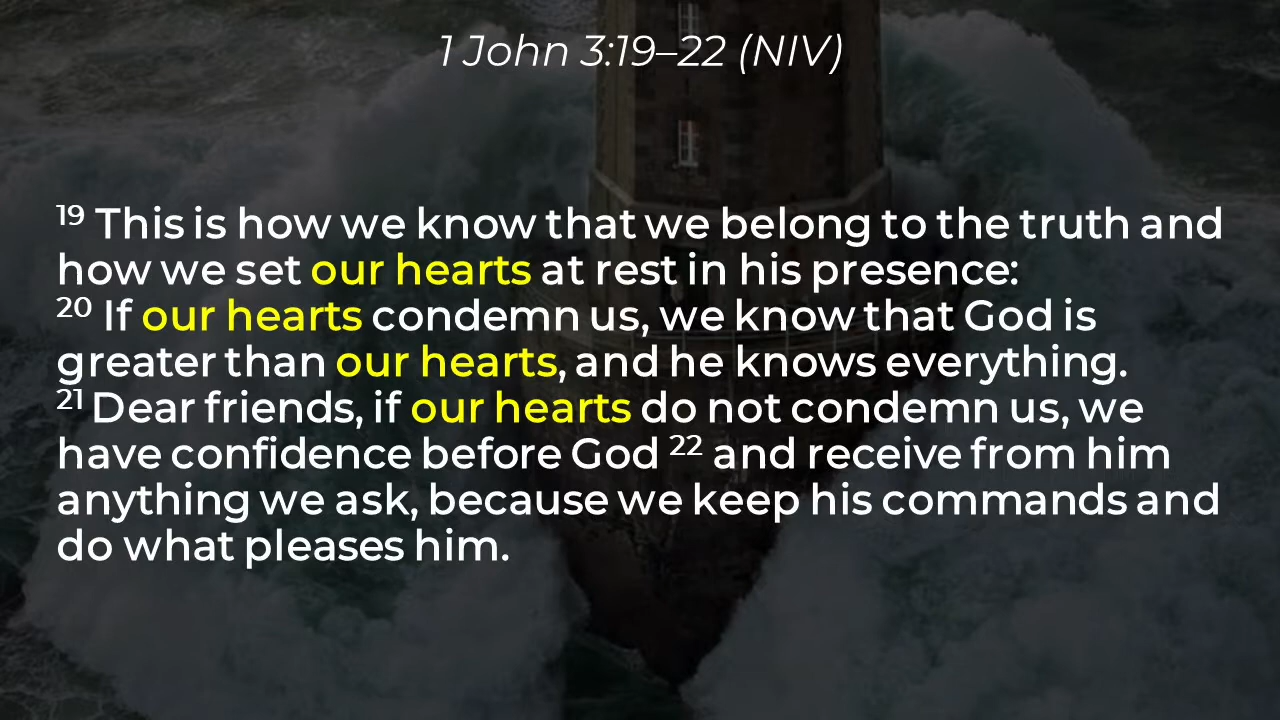 1 John 3:19–22 (NIV)
19 This is how we know that we belong to the truth and
how we set our hearts at rest in his presence:
20 If our hearts condemn us, we know that God is
greater than our hearts, and he knows everything.
21 Dear friends, if our hearts do not condemn us, we
have confidence before God 22 and receive from him
anything we ask, because we keep his commands and
do what pleases him.